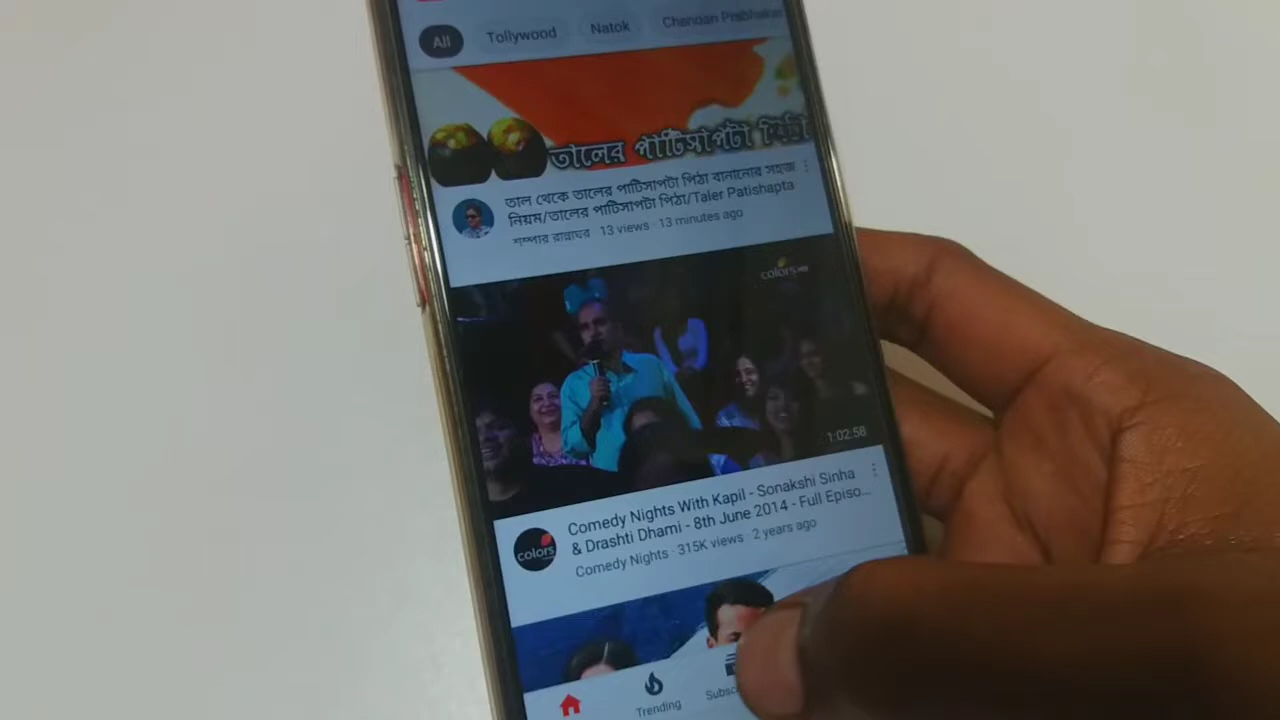 All Tollywood Natok Chandan Prabhakar
তালের পাটিসাপটা পিঠা
তাল থেকে তালের পাটিসাপটা পিঠা বানানোর সহজ
নিয়ম/তালের পাটিসাপটা পিঠা/Taler Patishapta
শম্পার রান্নাঘর 13 views · 13 minutes ago
colors
1:02:58
colors
Comedy Nights With Kapil - Sonakshi Sinha
& Drashti Dhami - 8th June 2014 - Full Episo...
Comedy Nights · 315K views · 2 years ago
Trending